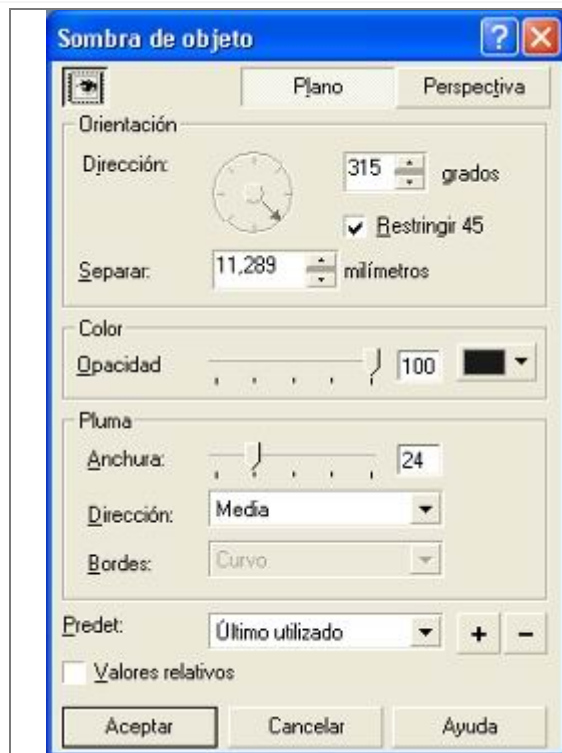 Sombra de objeto
Plano Perspectiva
Orientación
Dirección: 315 grados
Restringir 45
Separar: 11,289 milímetros
Color
Opacidad 100
Pluma
Anchura: 24
Dirección: Media
Bordes: Curvo
Predet: Último utilizado + −
Valores relativos
Aceptar Cancelar Ayuda